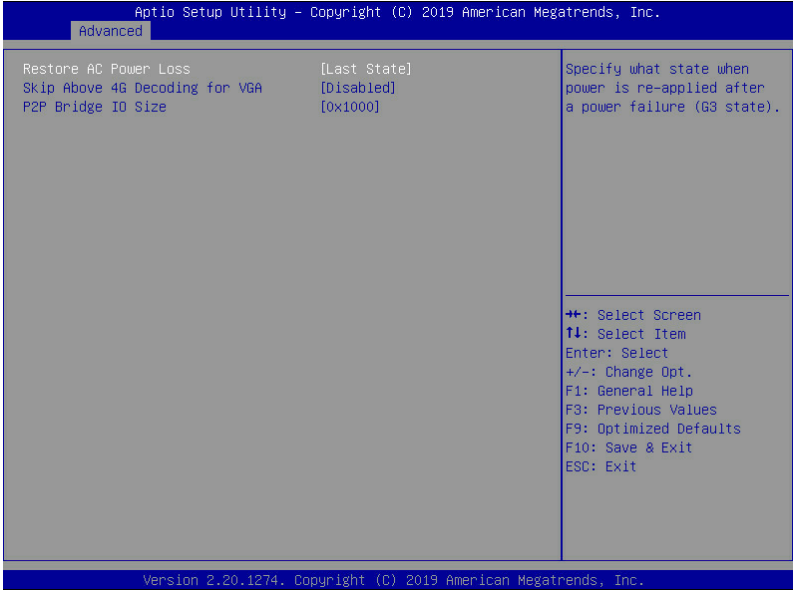 Aptio Setup Utility – Copyright (C) 2019 American Megatrends, Inc.
Advanced
Restore AC Power Loss [Last State]
Skip Above 4G Decoding for VGA [Disabled]
P2P Bridge IO Size [0x1000]
Specify what state when
power is re-applied after
a power failure (G3 state).
→←: Select Screen
↑↓: Select Item
Enter: Select
+/-: Change Opt.
F1: General Help
F3: Previous Values
F9: Optimized Defaults
F10: Save & Exit
ESC: Exit
Version 2.20.1274. Copyright (C) 2019 American Megatrends, Inc.